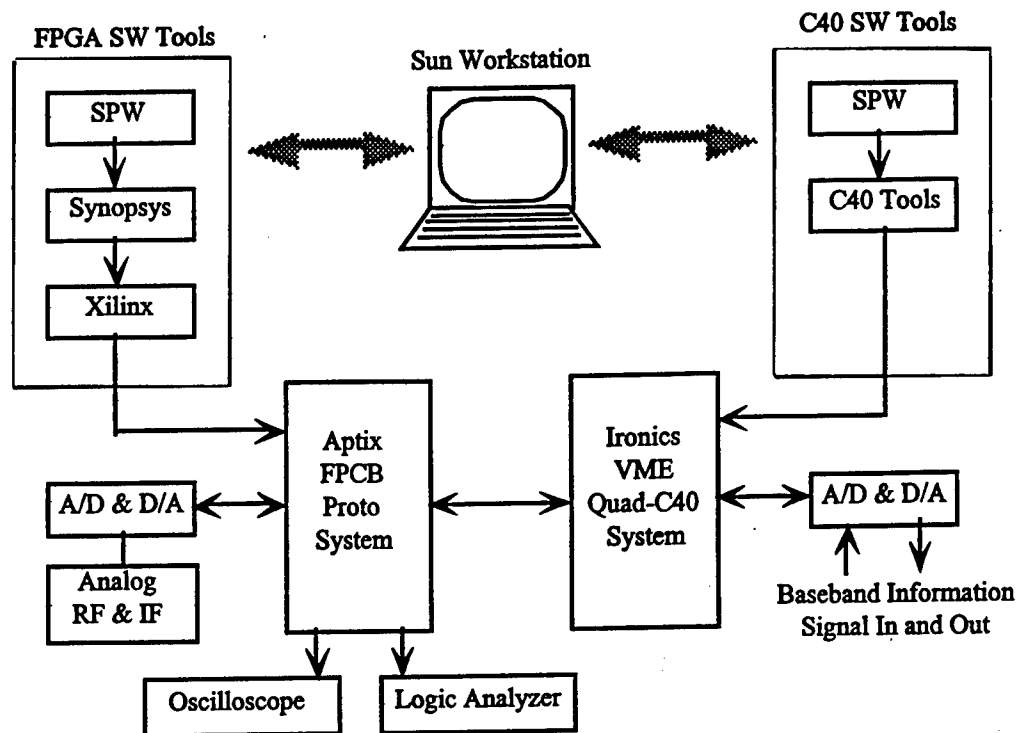 FPGA SW Tools
SPW
Synopsys
Xilinx
Sun Workstation
C40 SW Tools
SPW
C40 Tools
Aptix
FPCB
Proto
System
Ironics
VME
Quad-C40
System
A/D & D/A
Analog
RF & IF
A/D & D/A
Baseband Information
Signal In and Out
Oscilloscope
Logic Analyzer